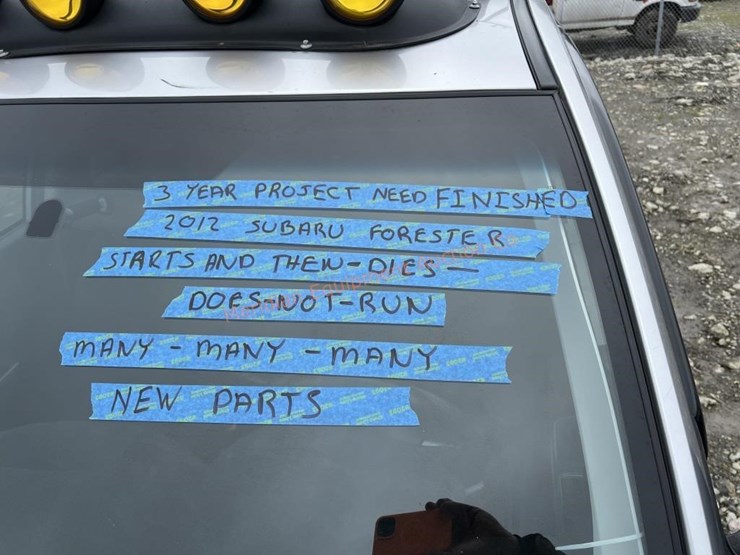 3 YEAR PROJECT NEED FINISHED
2012 SUBARU FORESTER
STARTS AND THEN-DIES—
DOES-NOT-RUN
MANY - MANY - MANY
NEW PARTS